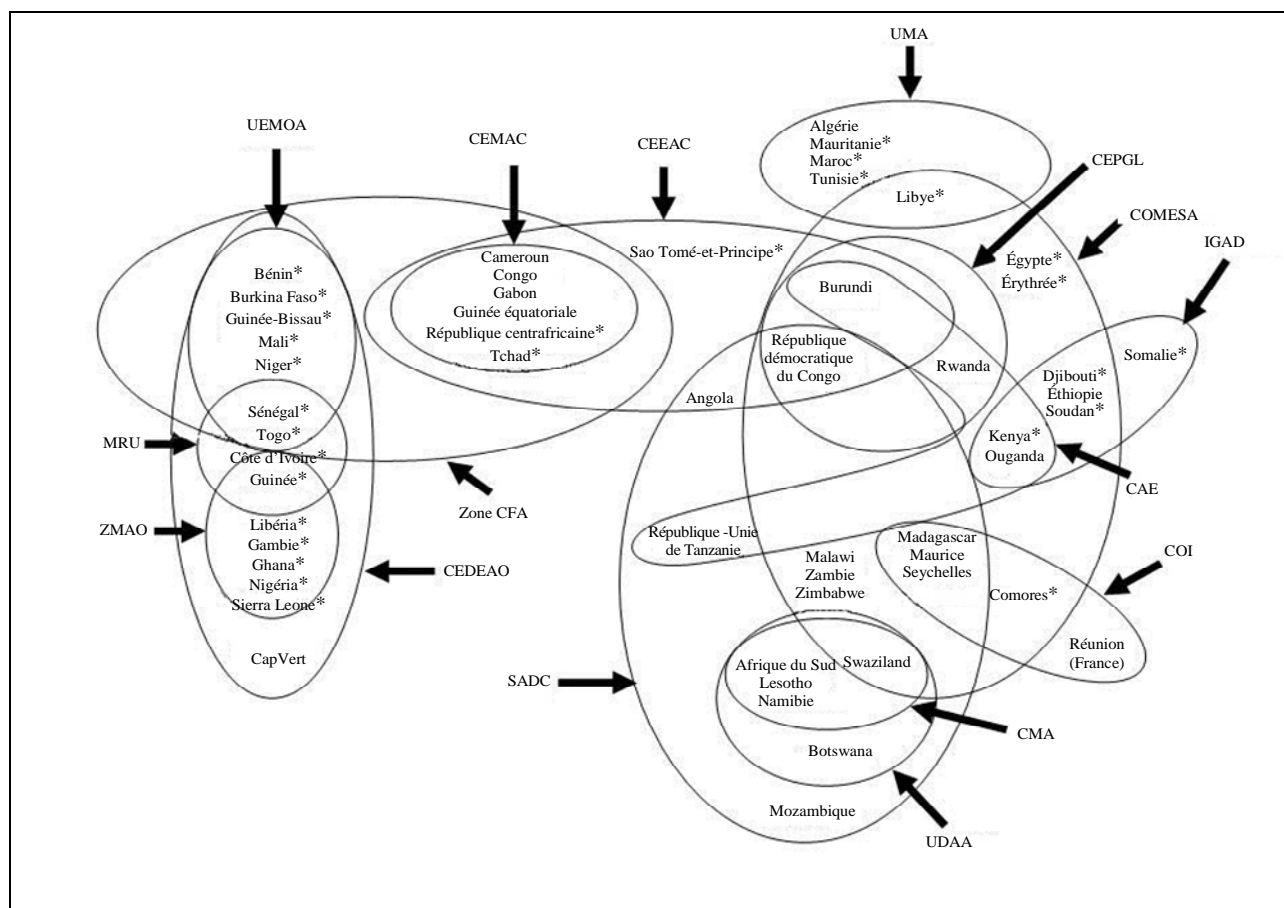 UMA
UEMOA
CEMAC
CEEAC
CEPGL
COMESA
IGAD
Algérie
Mauritanie*
Maroc*
Tunisie*
Libye*
Sao Tomé-et-Principe*
Égypte*
Érythrée*
Cameroun
Congo
Gabon
Guinée équatoriale
République centrafricaine*
Tchad*
Bénin*
Burkina Faso*
Guinée-Bissau*
Mali*
Niger*
Burundi
République
démocratique
du Congo
Rwanda
Somalie*
Djibouti*
Éthiopie
Soudan*
Angola
Sénégal*
Togo*
MRU
Côte d'Ivoire*
Guinée*
Kenya*
Ouganda
CAE
Zone CFA
ZMAO
Libéria*
Gambie*
Ghana*
Nigéria*
Sierra Leone*
CEDEAO
République -Unie
de Tanzanie,
Malawi
Zambie
Zimbabwe
Madagascar
Maurice
Seychelles
COI
Comores*
Réunion
(France)
CapVert
SADC
Afrique du Sud
Lesotho
Namibie
Swaziland
CMA
Botswana
Mozambique
UDAA